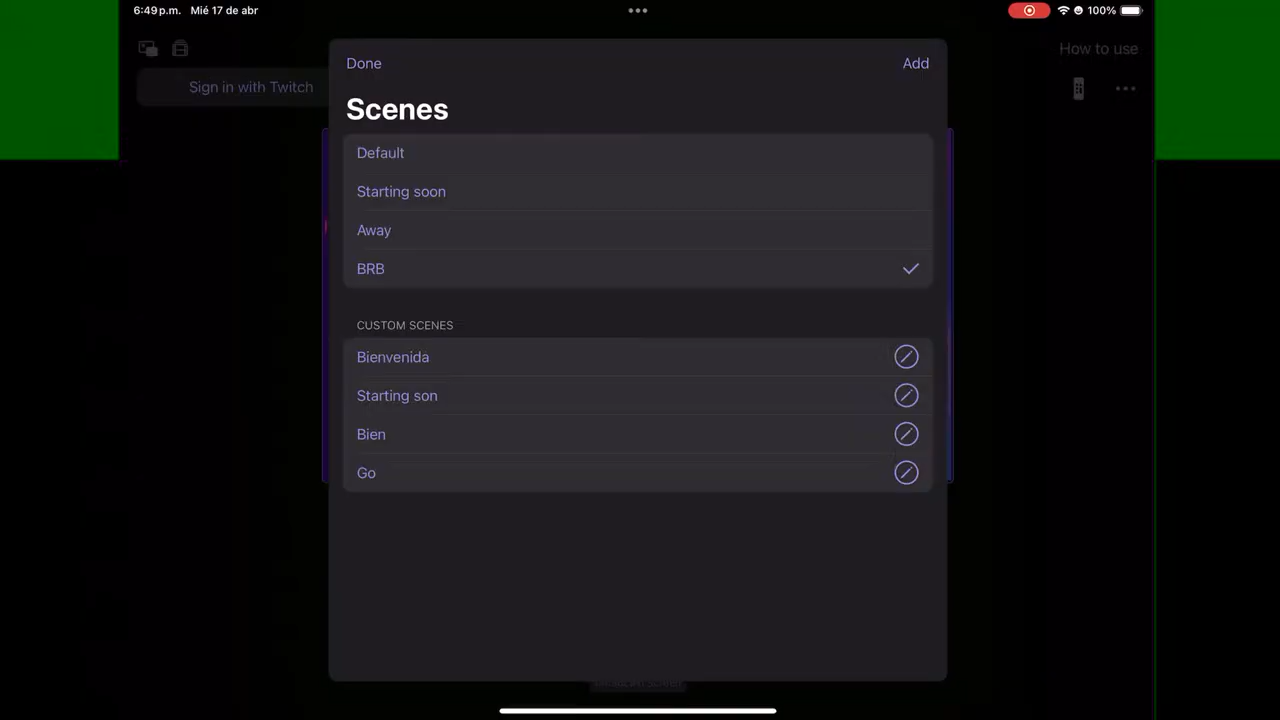 6:49 p.m. Mié 17 de abr
100%
How to use
Sign in with Twitch
Done
Add
Scenes
Default
Starting soon
Away
BRB
CUSTOM SCENES
Bienvenida
Starting son
Bien
Go